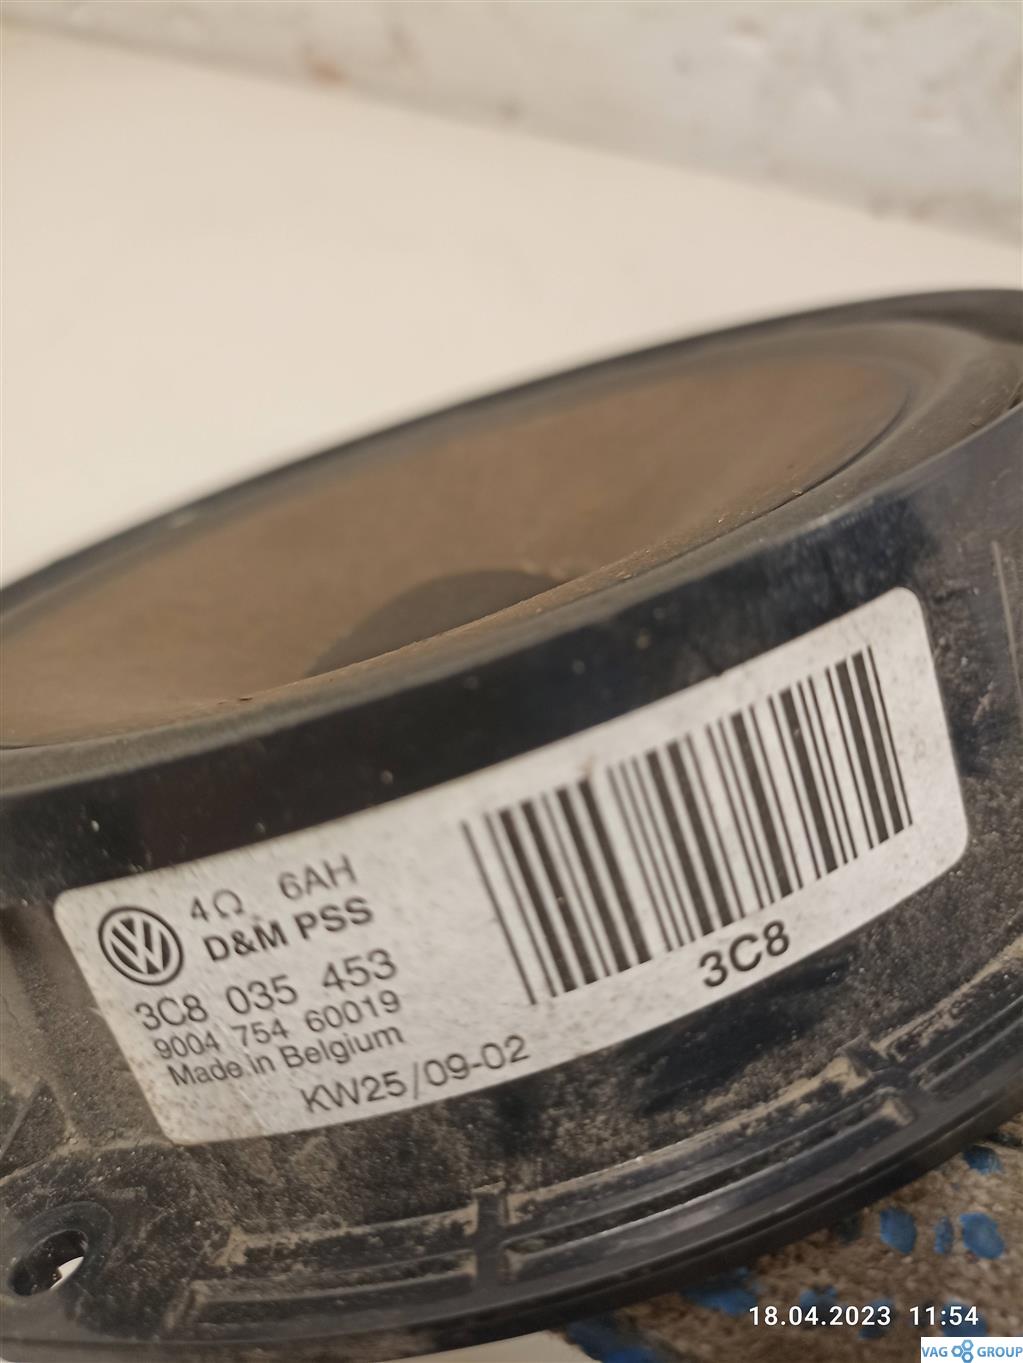 4Ω 6AH
D&M PSS
3C8 035 453
9004 754 60019
Made in Belgium
KW25/09-02
3C8
18.04.2023 11:54
VAG GROUP